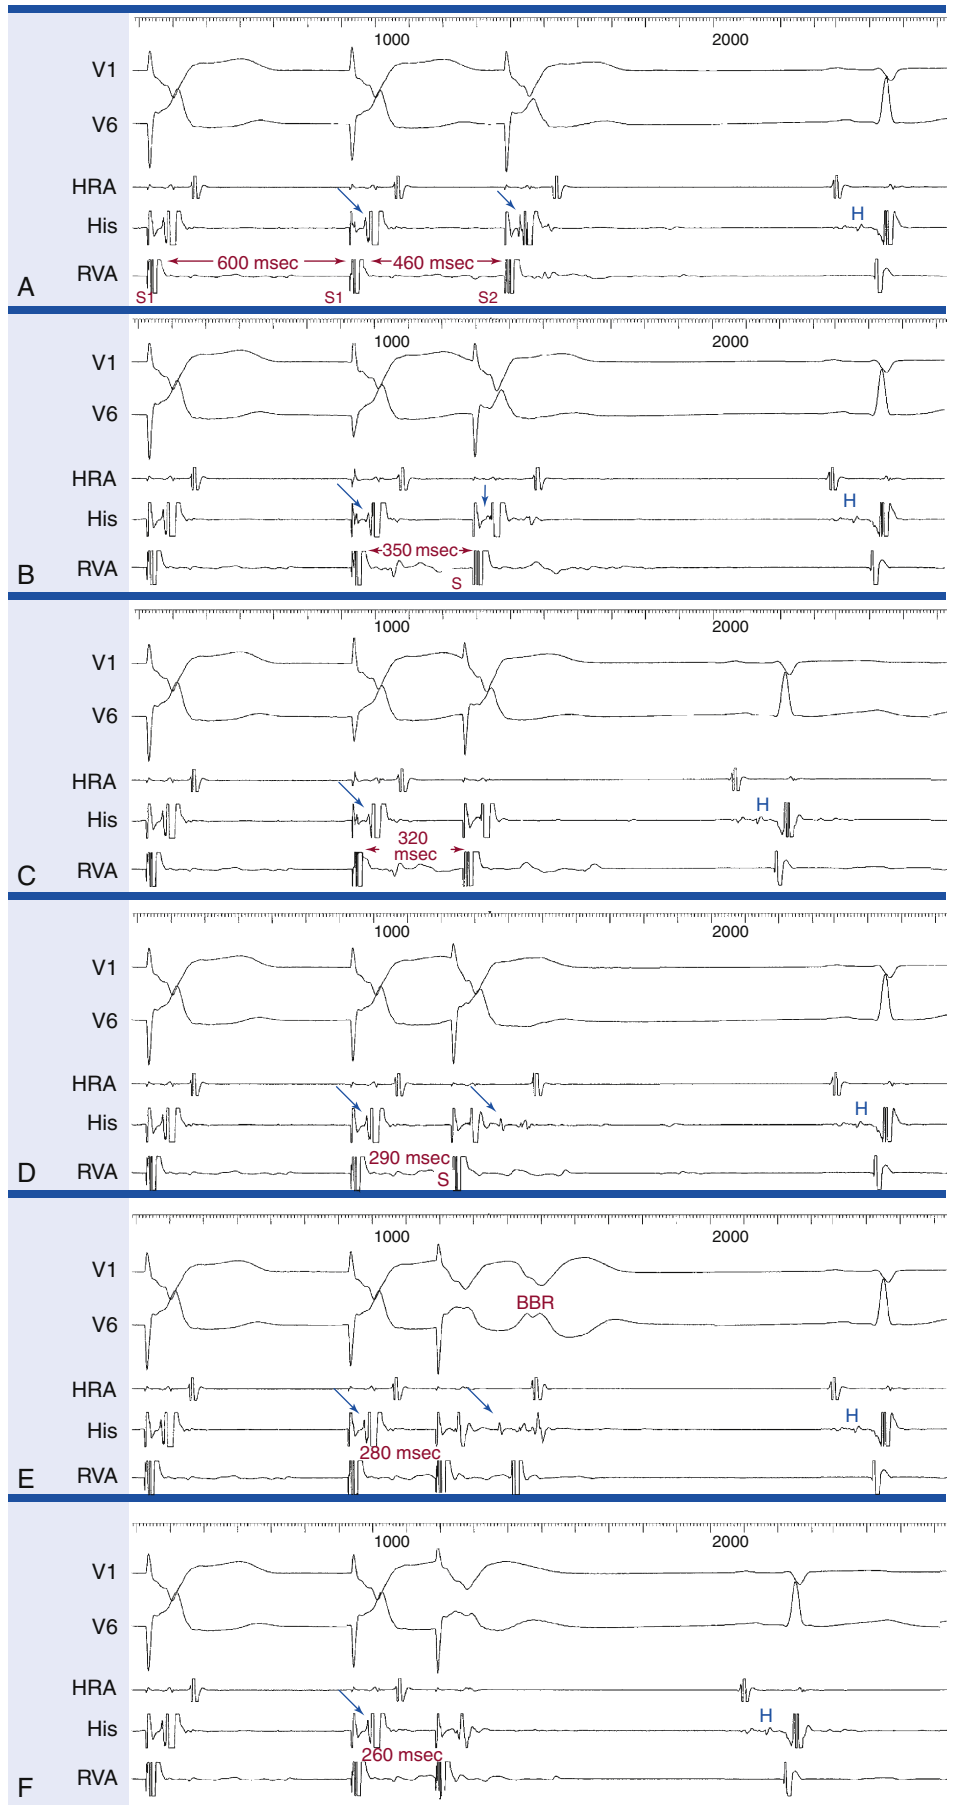 1000 2000
V1
V6
HRA
H
His
600 msec 460 msec
A RVA
S1 S1 S2
1000 2000
V1
V6
HRA
H
His
350 msec
B RVA
S
1000 2000
V1
V6
HRA
H
His
320
msec
C RVA
1000 2000
V1
V6
HRA
H
His
290 msec
D RVA S
1000 2000
V1
BBR
V6
HRA
H
His
280 msec
E RVA
1000 2000
V1
V6
HRA
H
His
260 msec
F RVA